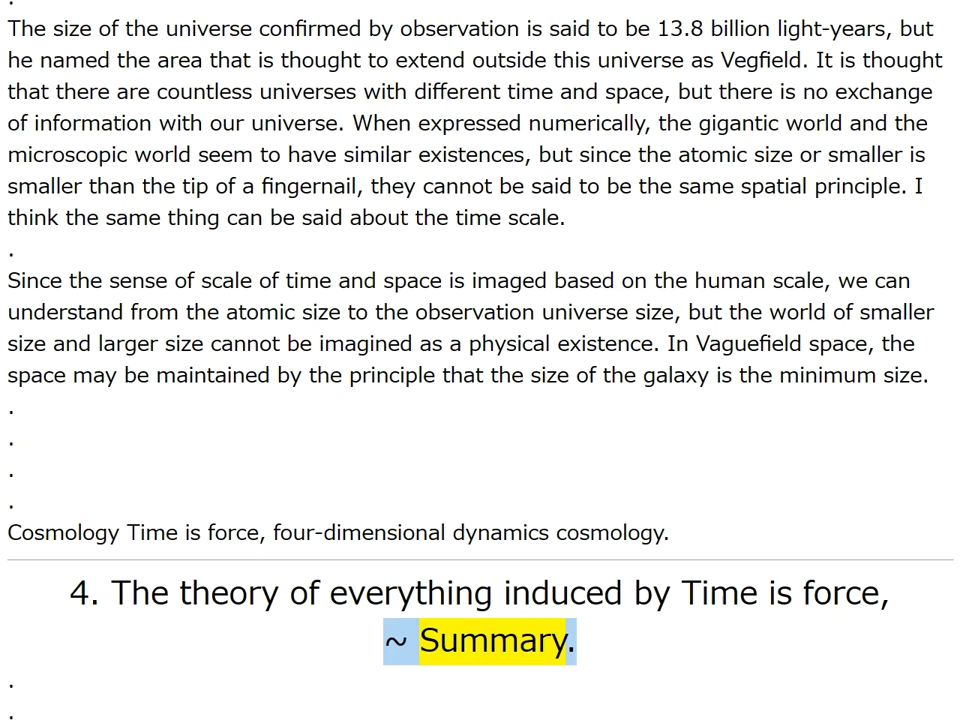 .
The size of the universe confirmed by observation is said to be 13.8 billion light-years, but
he named the area that is thought to extend outside this universe as Vegfield. It is thought
that there are countless universes with different time and space, but there is no exchange
of information with our universe. When expressed numerically, the gigantic world and the
microscopic world seem to have similar existences, but since the atomic size or smaller is
smaller than the tip of a fingernail, they cannot be said to be the same spatial principle. I
think the same thing can be said about the time scale.
.
Since the sense of scale of time and space is imaged based on the human scale, we can
understand from the atomic size to the observation universe size, but the world of smaller
size and larger size cannot be imagined as a physical existence. In Vaguefield space, the
space may be maintained by the principle that the size of the galaxy is the minimum size.
.
.
.
.
Cosmology Time is force, four-dimensional dynamics cosmology.
4. The theory of everything induced by Time is force,
~ Summary.
.
.